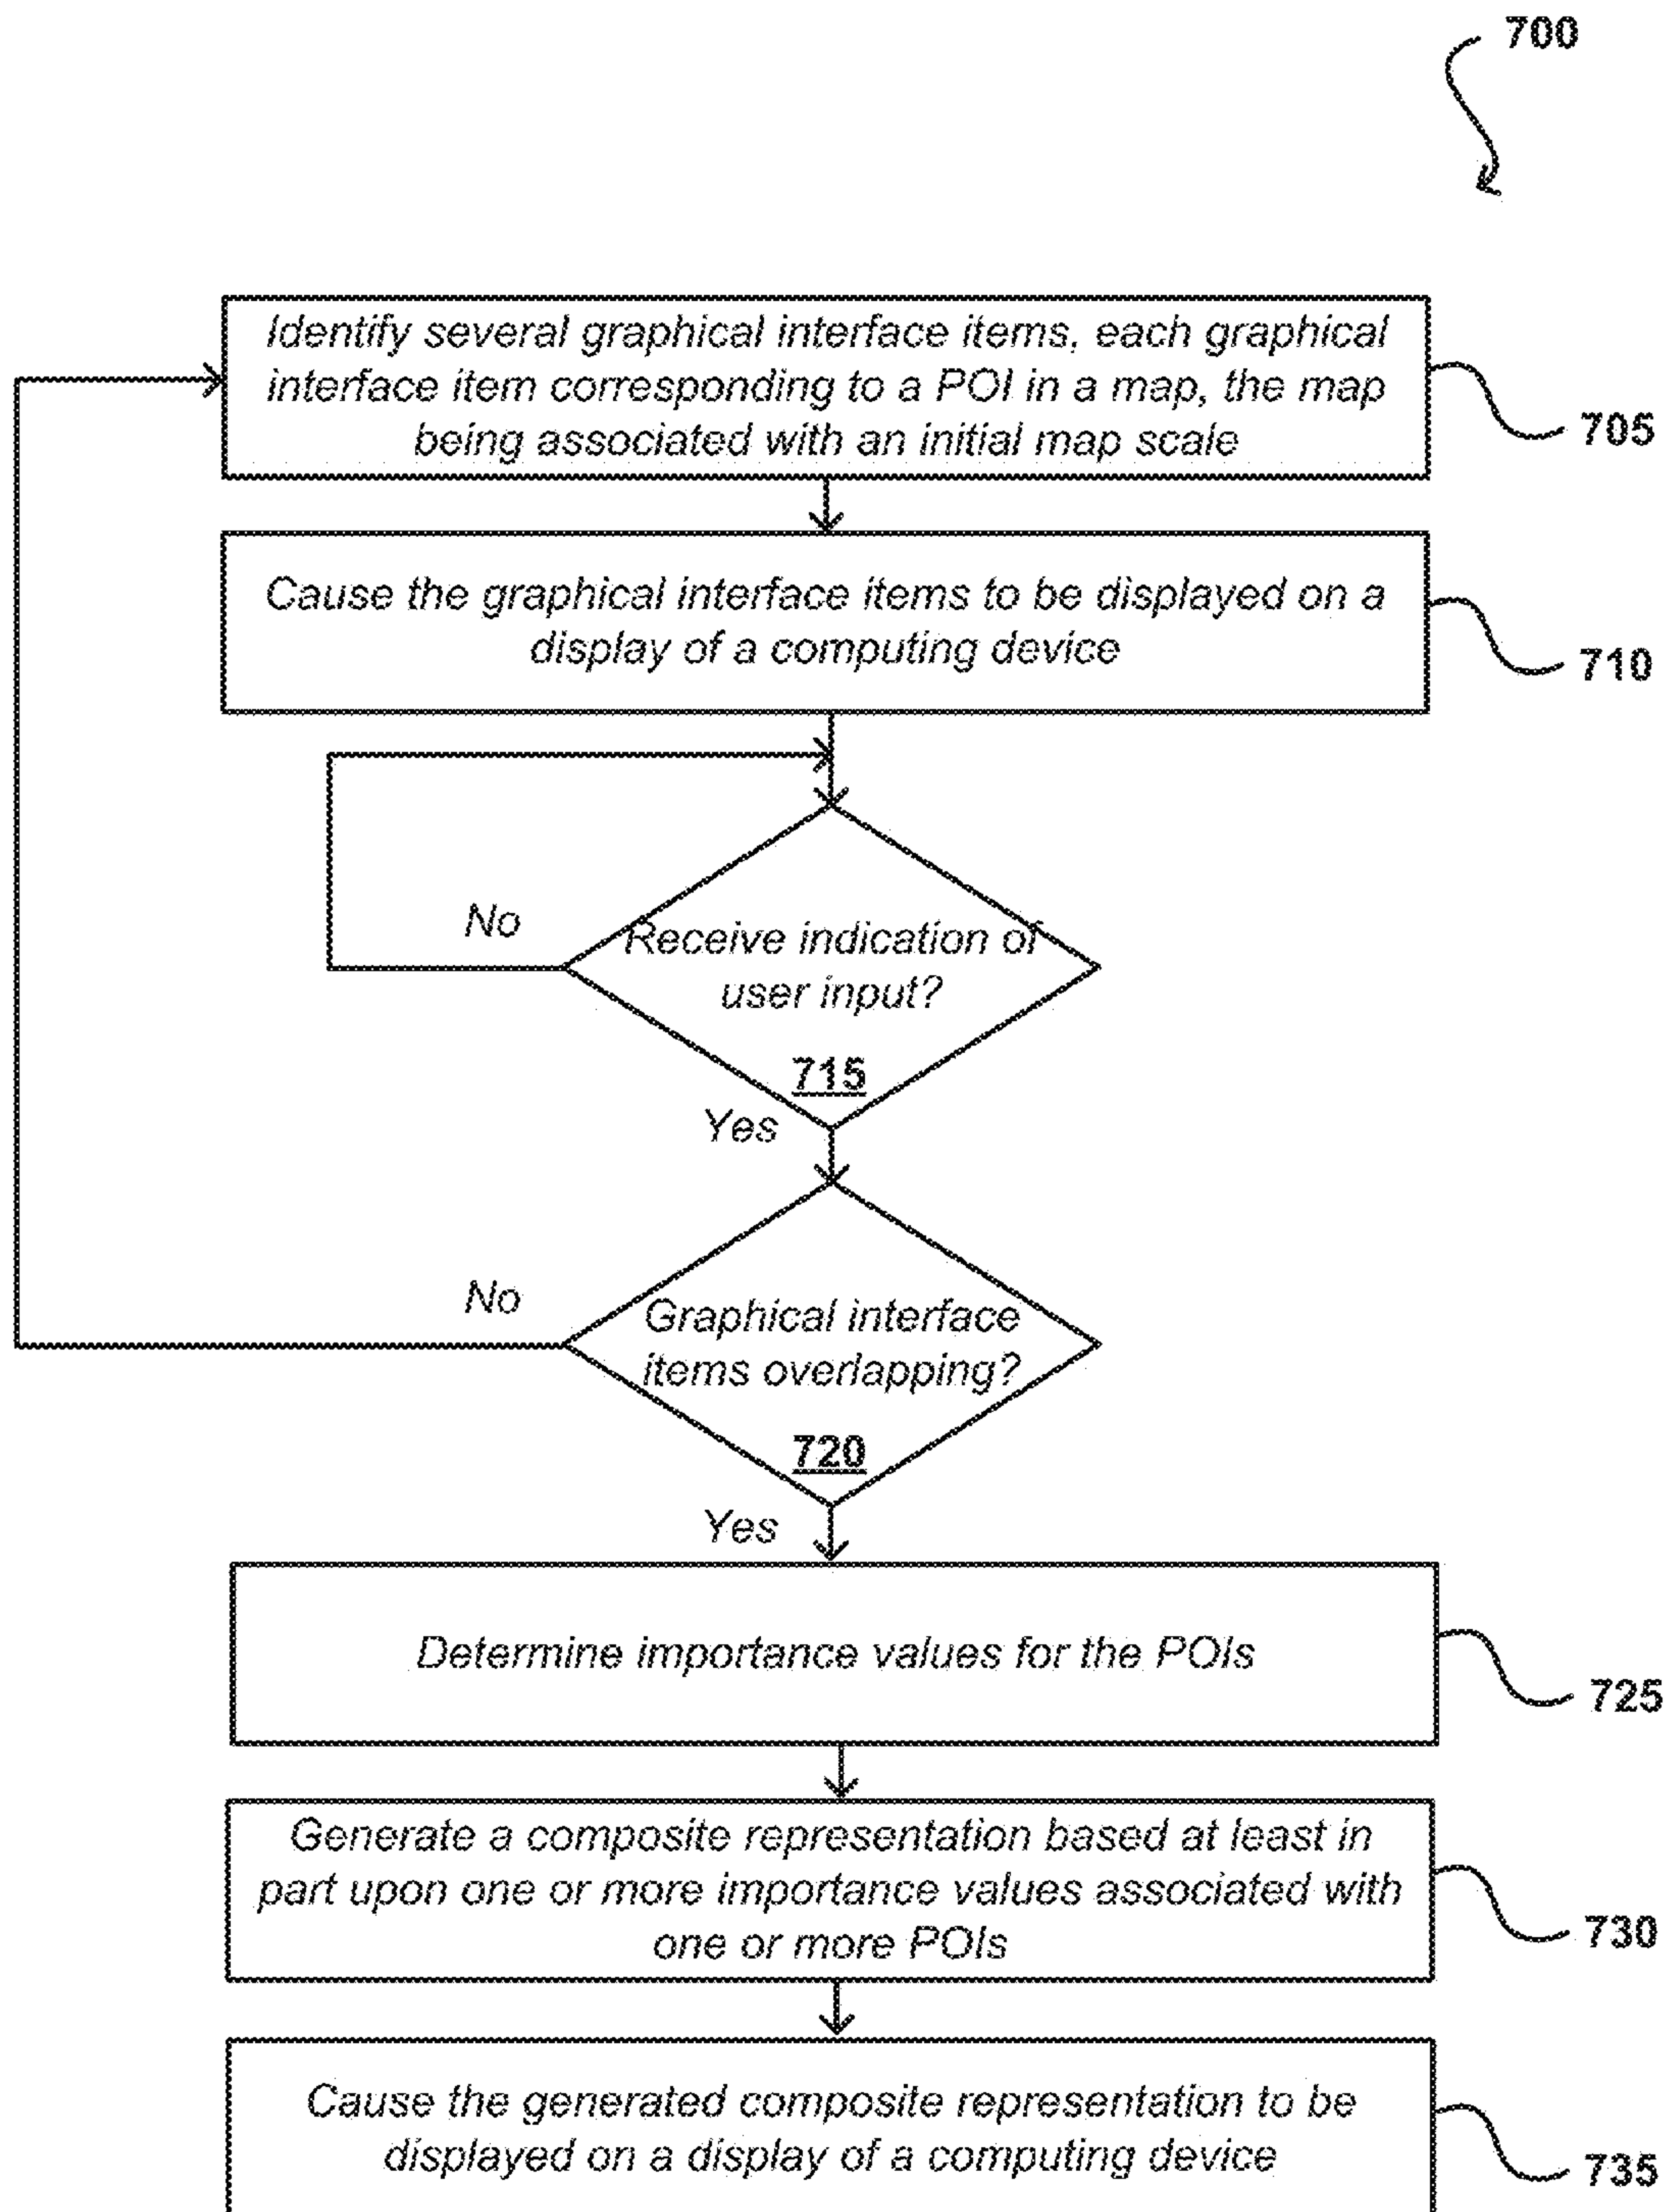 700
Identify several graphical interface items, each graphical
interface item corresponding to a POI in a map, the map
being associated with an initial map scale
705
Cause the graphical interface items to be displayed on a
display of a computing device
710
No
Receive indication of
user input?
715
Yes
No
Graphical interface
items overlapping?
720
Yes
Determine importance values for the POIs
725
Generate a composite representation based at least in
part upon one or more importance values associated with
one or more POIs
730
Cause the generated composite representation to be
displayed on a display of a computing device
735